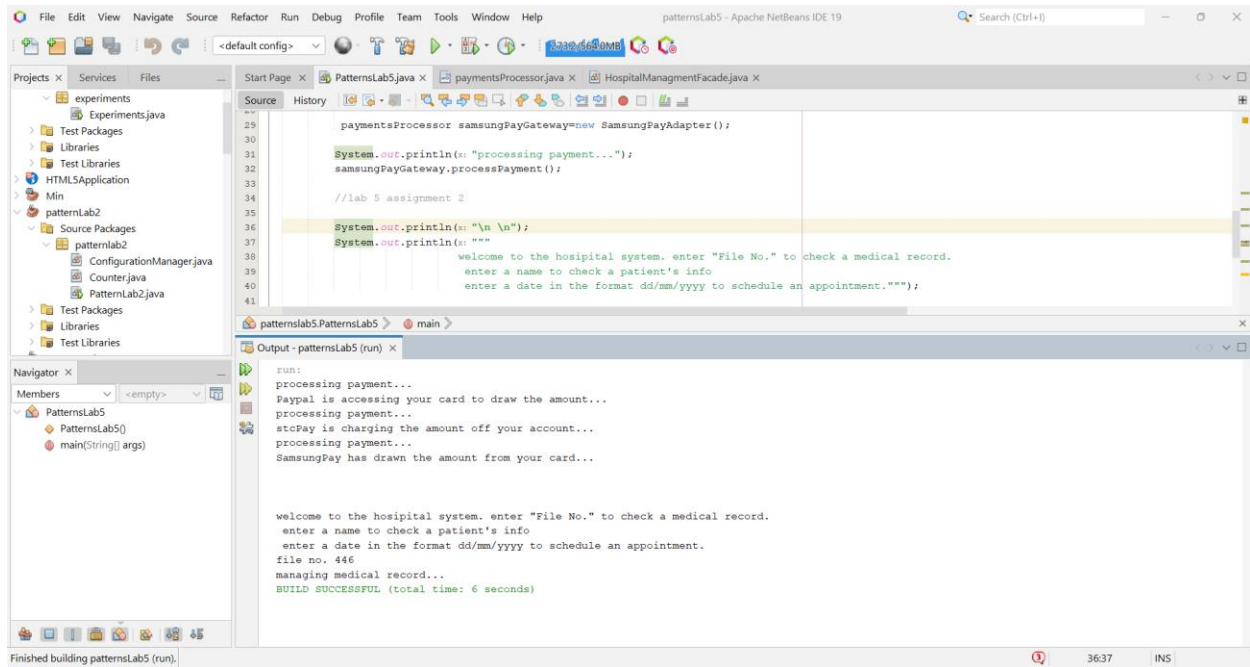 File Edit View Navigate Source Refactor Run Debug Profile Team Tools Window Help patternsLab5 - Apache NetBeans IDE 19 Search (Ctrl+I)
<default config>
Projects Services Files
Start Page PatternsLab5.java paymentsProcessor.java HospitalManagmentFacade.java
Source History
experiments
Experiments.java
Test Packages
Libraries
Test Libraries
HTML5Application
Min
patternLab2
Source Packages
patternlab2
ConfigurationManager.java
Counter.java
PatternLab2.java
Test Packages
Libraries
Test Libraries
29 paymentsProcessor samsungPayGateway=new SamsungPayAdapter();
30
31 System.out.println(x: "processing payment...");
32 samsungPayGateway.processPayment();
33
34 //lab 5 assignment 2
35
36 System.out.println(x: "\n \n");
37 System.out.println(x: """
38 welcome to the hosipital system. enter "File No." to check a medical record.
39 enter a name to check a patient's info
40 enter a date in the format dd/mm/yyyy to schedule an appointment.""");
41
patternslab5.PatternsLab5 main
Navigator
Members <empty>
PatternsLab5
PatternsLab5()
main(String[] args)
Output - patternsLab5 (run)
run:
processing payment...
Paypal is accessing your card to draw the amount...
processing payment...
stcPay is charging the amount off your account...
processing payment...
SamsungPay has drawn the amount from your card...
welcome to the hosipital system. enter "File No." to check a medical record.
enter a name to check a patient's info
enter a date in the format dd/mm/yyyy to schedule an appointment.
file no. 446
managing medical record...
BUILD SUCCESSFUL (total time: 6 seconds)
Finished building patternsLab5 (run). 36:37 INS